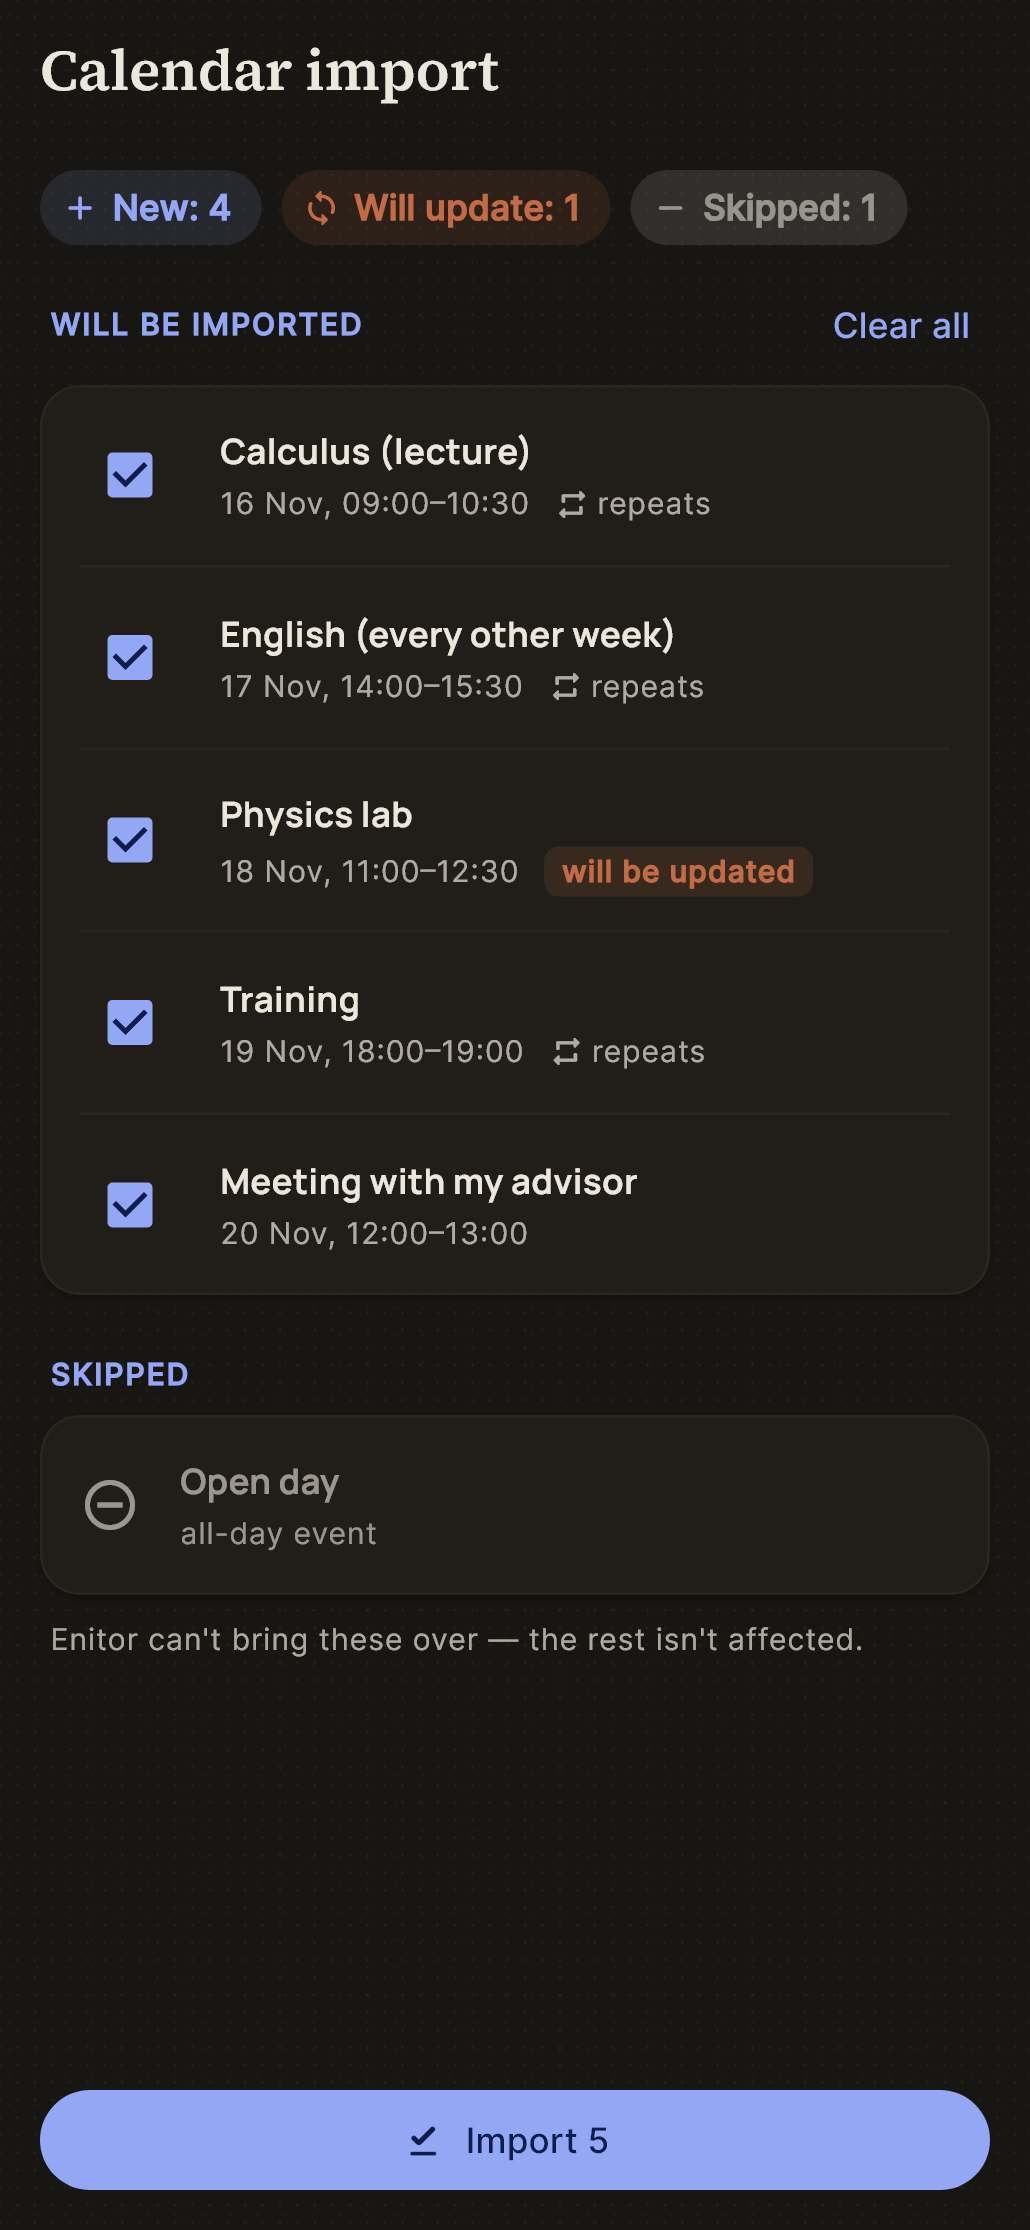 Calendar import
New: 4
Will update: 1
Skipped: 1
WILL BE IMPORTED
Clear all
Calculus (lecture)
16 Nov, 09:00–10:30 repeats
English (every other week)
17 Nov, 14:00–15:30 repeats
Physics lab
18 Nov, 11:00–12:30 will be updated
Training
19 Nov, 18:00–19:00 repeats
Meeting with my advisor
20 Nov, 12:00–13:00
SKIPPED
Open day
all-day event
Enitor can't bring these over — the rest isn't affected.
Import 5